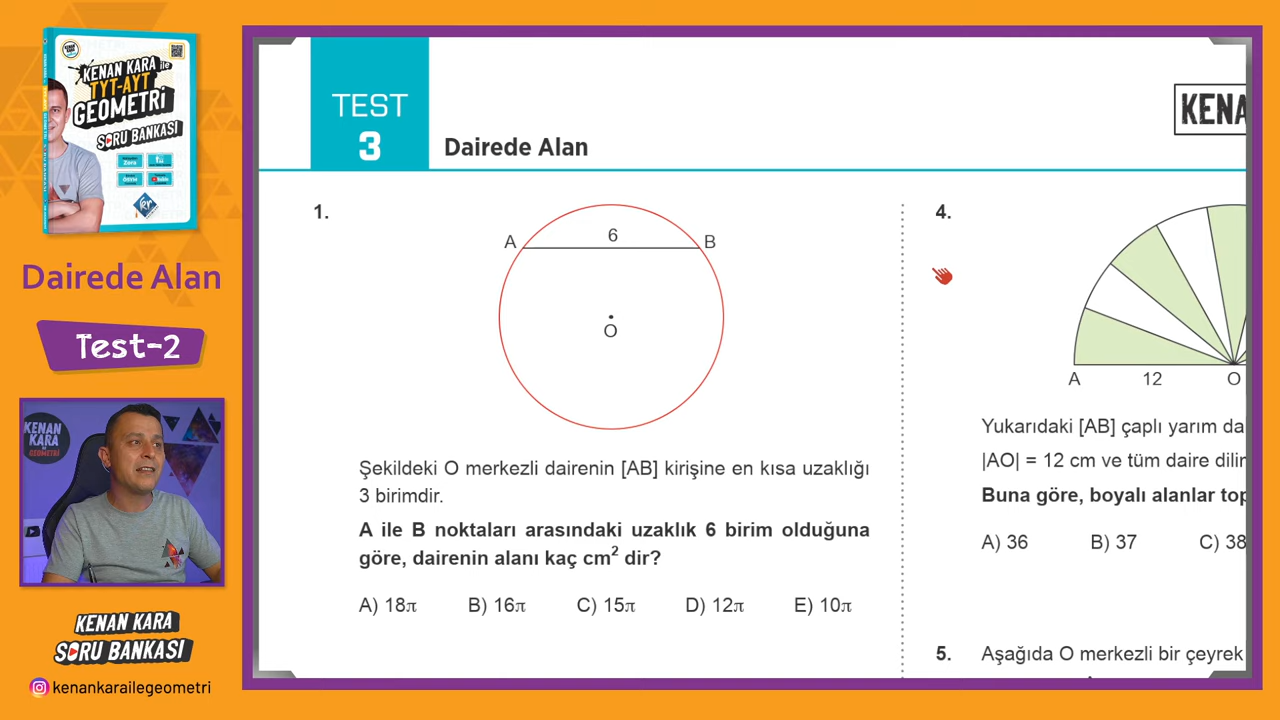 KENAN KARA ile
TYT-AYT
GEOMETRİ
SORU BANKASI
Dairede Alan
Test-2
KENAN
KARA
GEOMETRİ
KENAN KARA
SORU BANKASI
kenankarailegeometri
TEST
3
Dairede Alan
KENA
1.
A
6
B
O
Şekildeki O merkezli dairenin [AB] kirişine en kısa uzaklığı
3 birimdir.
A ile B noktaları arasındaki uzaklık 6 birim olduğuna
göre, dairenin alanı kaç cm² dir?
A) 18π B) 16π C) 15π D) 12π E) 10π
4.
A 12 O
Yukarıdaki [AB] çaplı yarım da
|AO| = 12 cm ve tüm daire dilin
Buna göre, boyalı alanlar top
A) 36 B) 37 C) 38
5. Aşağıda O merkezli bir çeyrek